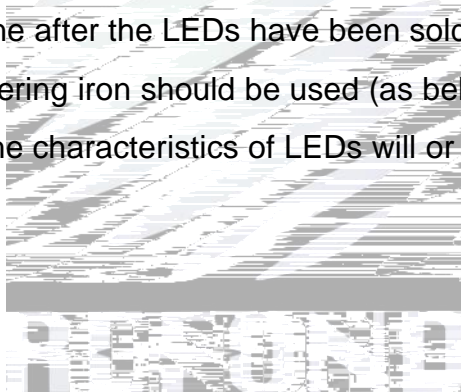 ne after the LEDs have been sold
ering iron should be used (as bel
he characteristics of LEDs will or